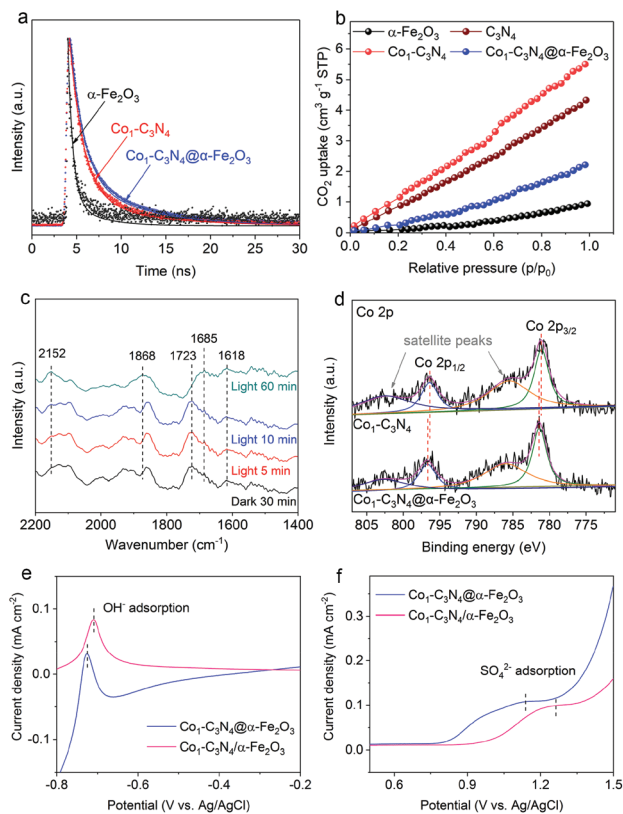 a
α-Fe₂O₃
Co₁-C₃N₄
Co₁-C₃N₄@α-Fe₂O₃
Intensity (a.u.)
0 5 10 15 20 25 30
Time (ns)
b
α-Fe₂O₃ C₃N₄
Co₁-C₃N₄ Co₁-C₃N₄@α-Fe₂O₃
CO₂ uptake (cm³ g⁻¹ STP)
6
5
4
3
2
1
0
0.0 0.2 0.4 0.6 0.8 1.0
Relative pressure (p/p₀)
c
2152 1868 1723 1685 1618
Light 60 min
Light 10 min
Light 5 min
Dark 30 min
Intensity (a.u.)
2200 2000 1800 1600 1400
Wavenumber (cm⁻¹)
d
Co 2p
Co 2p₃/₂
satellite peaks
Co 2p₁/₂
Co₁-C₃N₄
Co₁-C₃N₄@α-Fe₂O₃
Intensity (a.u.)
805 799 792 785 778 771
Binding energy (eV)
e
OH⁻ adsorption
Co₁-C₃N₄@α-Fe₂O₃
Co₁-C₃N₄/α-Fe₂O₃
Current density (mA cm⁻²)
0.1
0.0
-0.1
-0.8 -0.6 -0.4 -0.2
Potential (V vs. Ag/AgCl)
f
Co₁-C₃N₄@α-Fe₂O₃
Co₁-C₃N₄/α-Fe₂O₃
SO₄²⁻ adsorption
Current density (mA cm⁻²)
0.3
0.2
0.1
0.0
0.6 0.9 1.2 1.5
Potential (V vs. Ag/AgCl)